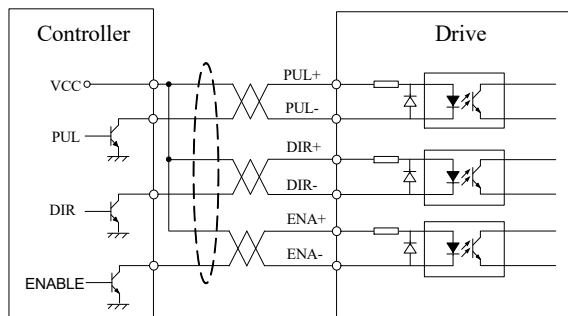 Controller
Drive
VCC
PUL+
PUL-
PUL
DIR+
DIR-
DIR
ENA+
ENA-
ENABLE